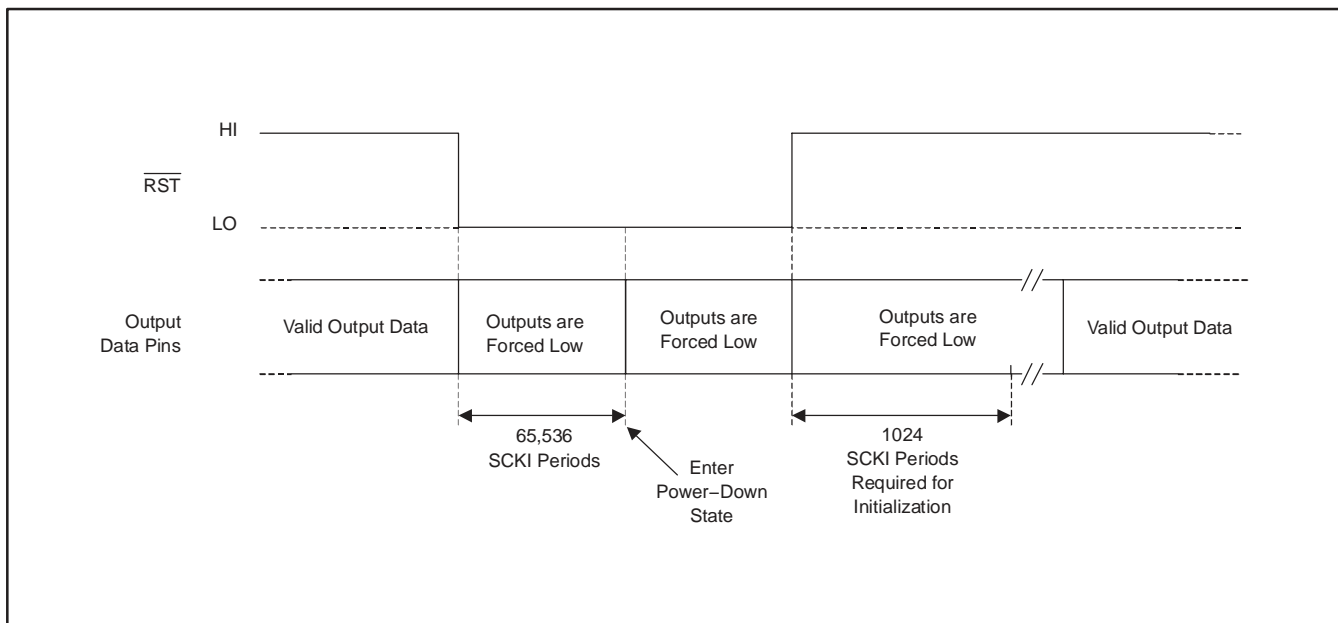 HI
RST
LO
Output
Data Pins
Valid Output Data
Outputs are
Forced Low
Outputs are
Forced Low
Outputs are
Forced Low
Valid Output Data
65,536
SCKI Periods
Enter
Power−Down
State
1024
SCKI Periods
Required for
Initialization